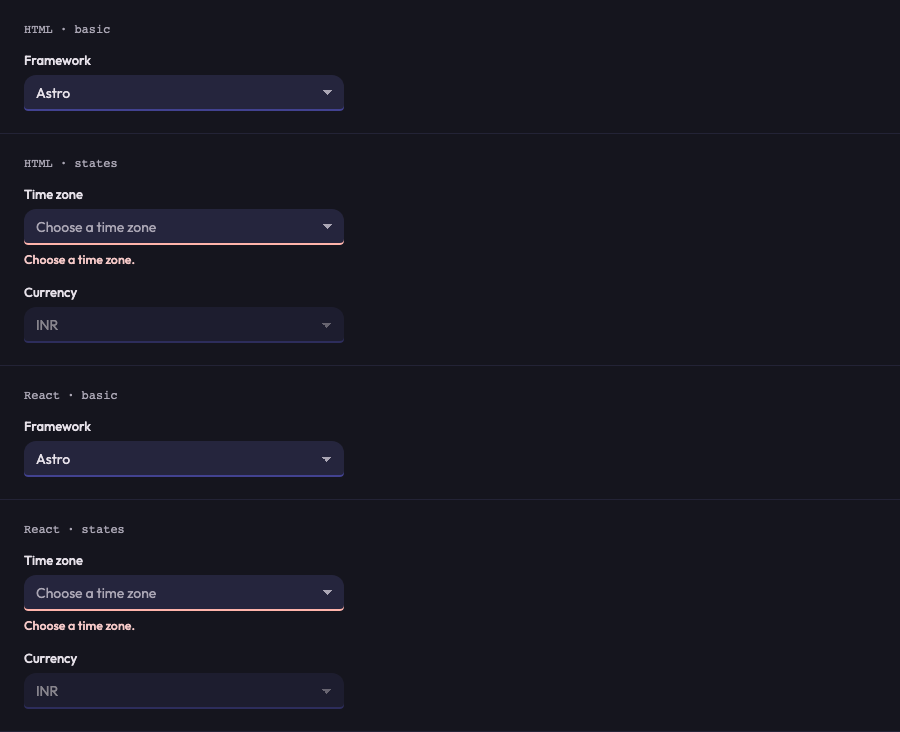 HTML · basic
Framework
Astro
HTML · states
Time zone
Choose a time zone
Choose a time zone.
Currency
INR
React · basic
Framework
Astro
React · states
Time zone
Choose a time zone
Choose a time zone.
Currency
INR